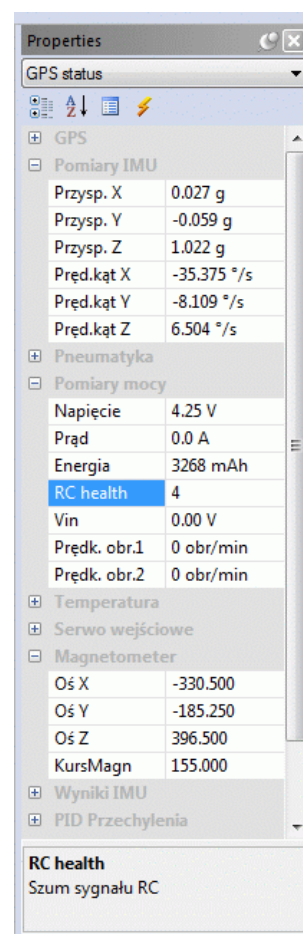 Properties
GPS status
GPS
Pomiary IMU
Przysp. X 0.027 g
Przysp. Y -0.059 g
Przysp. Z 1.022 g
Pręd.kąt X -35.375 °/s
Pręd.kąt Y -8.109 °/s
Pręd.kąt Z 6.504 °/s
Pneumatyka
Pomiary mocy
Napięcie 4.25 V
Prąd 0.0 A
Energia 3268 mAh
RC health 4
Vin 0.00 V
Prędk. obr.1 0 obr/min
Prędk. obr.2 0 obr/min
Temperatura
Serwo wejściowe
Magnetometer
Oś X -330.500
Oś Y -185.250
Oś Z 396.500
KursMagn 155.000
Wyniki IMU
PID Przechylenia
RC health
Szum sygnału RC